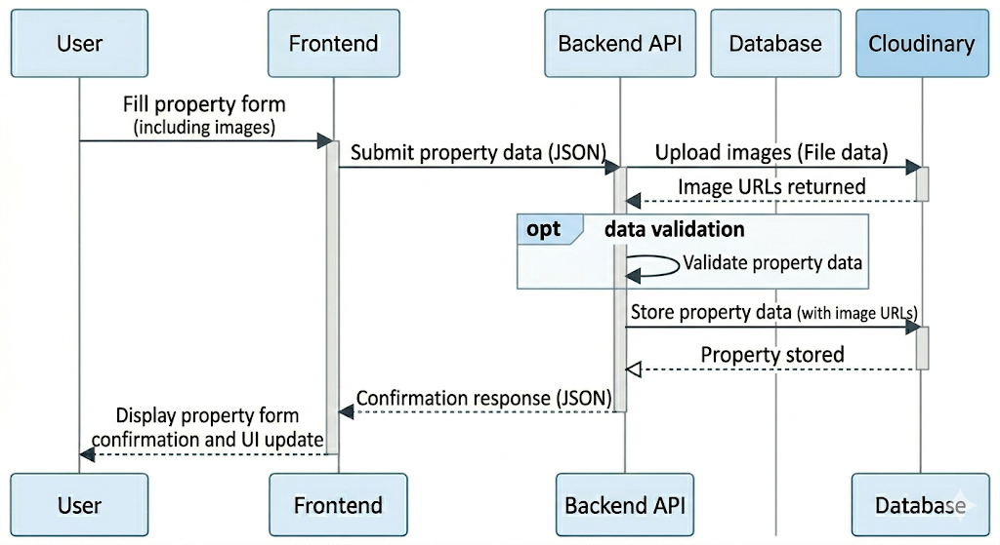 User
Frontend
Backend API
Database
Cloudinary
Fill property form
(including images)
Submit property data (JSON)
Upload images (File data)
Image URLs returned
opt
data validation
Validate property data
Store property data (with image URLs)
Property stored
Confirmation response (JSON)
Display property form
confirmation and UI update
User
Frontend
Backend API
Database